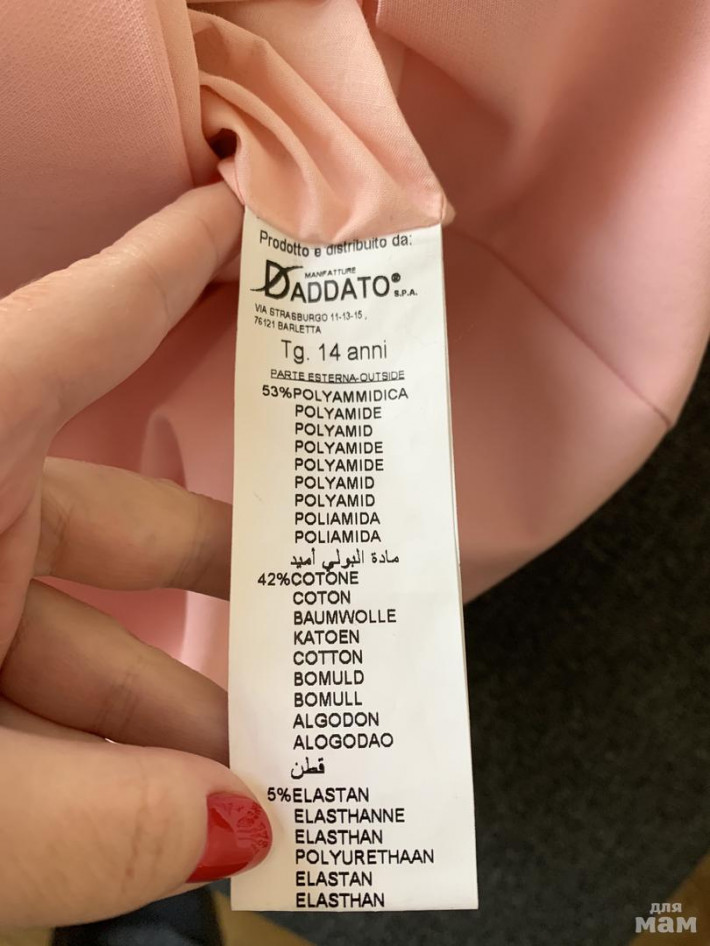 Prodotto e distribuito da:
MANIFATTURE
DADDATO® S.P.A.
VIA STRASBURGO 11-13-15,
76121 BARLETTA
Tg. 14 anni
PARTE ESTERNA-OUTSIDE
53%POLYAMMIDICA
POLYAMIDE
POLYAMID
POLYAMIDE
POLYAMIDE
POLYAMID
POLYAMID
POLIAMIDA
POLIAMIDA
مادة البولي أميد
42%COTONE
COTON
BAUMWOLLE
KATOEN
COTTON
BOMULD
BOMULL
ALGODON
ALOGODAO
قطن
5%ELASTAN
ELASTHANNE
ELASTHAN
POLYURETHAAN
ELASTAN
ELASTHAN
для
мам